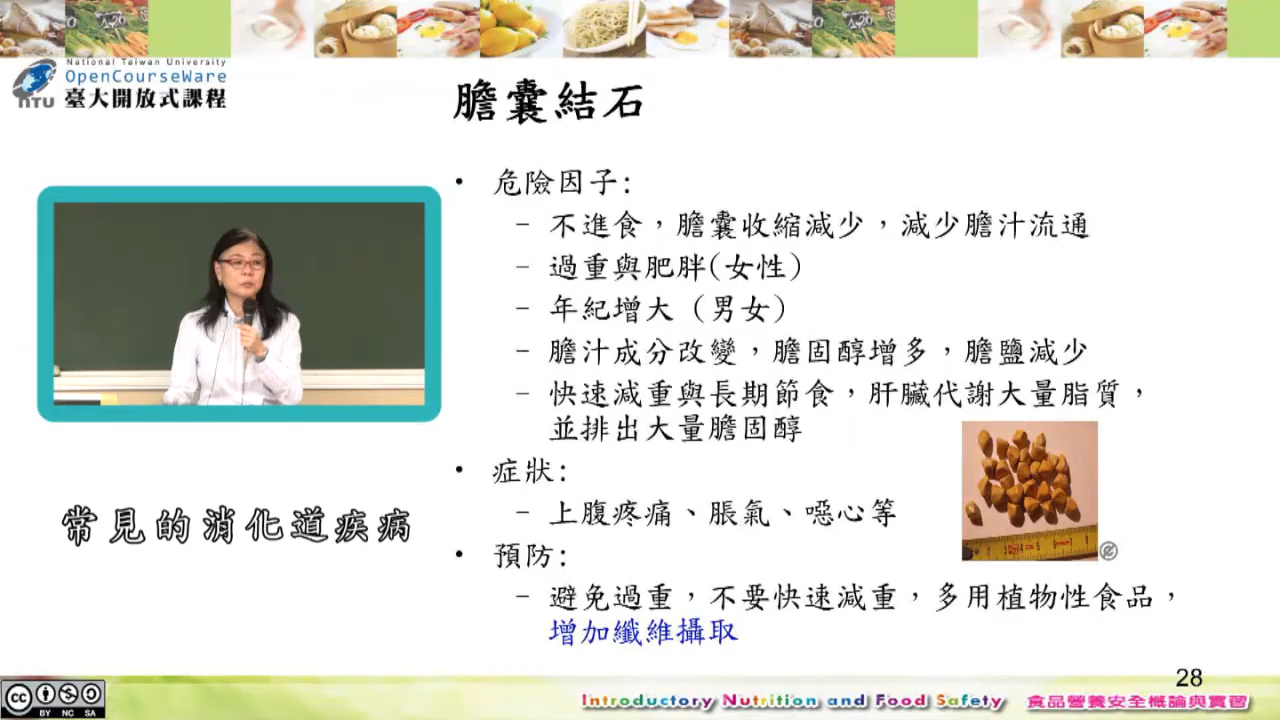 National Taiwan University
OpenCourseWare
NTU 臺大開放式課程
膽囊結石
• 危險因子:
– 不進食，膽囊收縮減少，減少膽汁流通
– 過重與肥胖(女性)
– 年紀增大（男女）
– 膽汁成分改變，膽固醇增多，膽鹽減少
– 快速減重與長期節食，肝臟代謝大量脂質，
並排出大量膽固醇
• 症狀:
– 上腹疼痛、脹氣、噁心等
• 預防:
– 避免過重，不要快速減重，多用植物性食品，
增加纖維攝取
常見的消化道疾病
28
cc BY NC SA
Introductory Nutrition and Food Safety 食品營養安全概論與實習